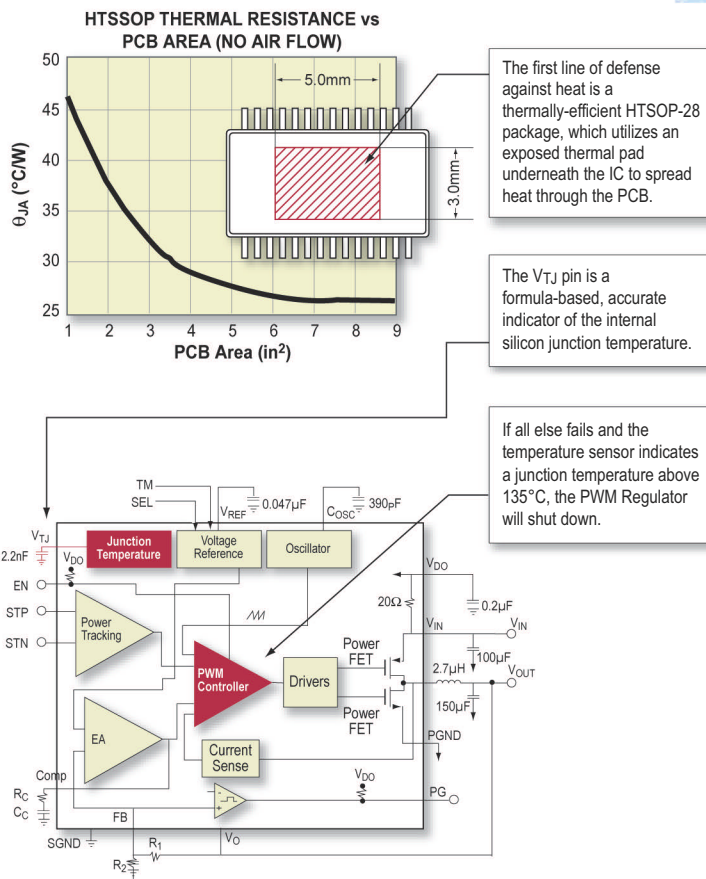 HTSSOP THERMAL RESISTANCE vs
PCB AREA (NO AIR FLOW)
50
45
40
35
30
25
θJA (°C/W)
1 2 3 4 5 6 7 8 9
PCB Area (in²)
5.0mm
3.0mm
The first line of defense
against heat is a
thermally-efficient HTSOP-28
package, which utilizes an
exposed thermal pad
underneath the IC to spread
heat through the PCB.
The VTJ pin is a
formula-based, accurate
indicator of the internal
silicon junction temperature.
If all else fails and the
temperature sensor indicates
a junction temperature above
135°C, the PWM Regulator
will shut down.
TM
SEL
VREF
0.047µF
COSC
390pF
VTJ
2.2nF
Junction
Temperature
Voltage
Reference
Oscillator
VDO
EN
STP
STN
Power
Tracking
VDO
20Ω
0.2µF
VIN
VIN
100µF
Power
FET
PWM
Controller
Drivers
2.7µH
VOUT
150µF
Power
FET
PGND
EA
Current
Sense
Comp
RC
CC
VDO
-
+
PG
FB
SGND
VO
R1
R2